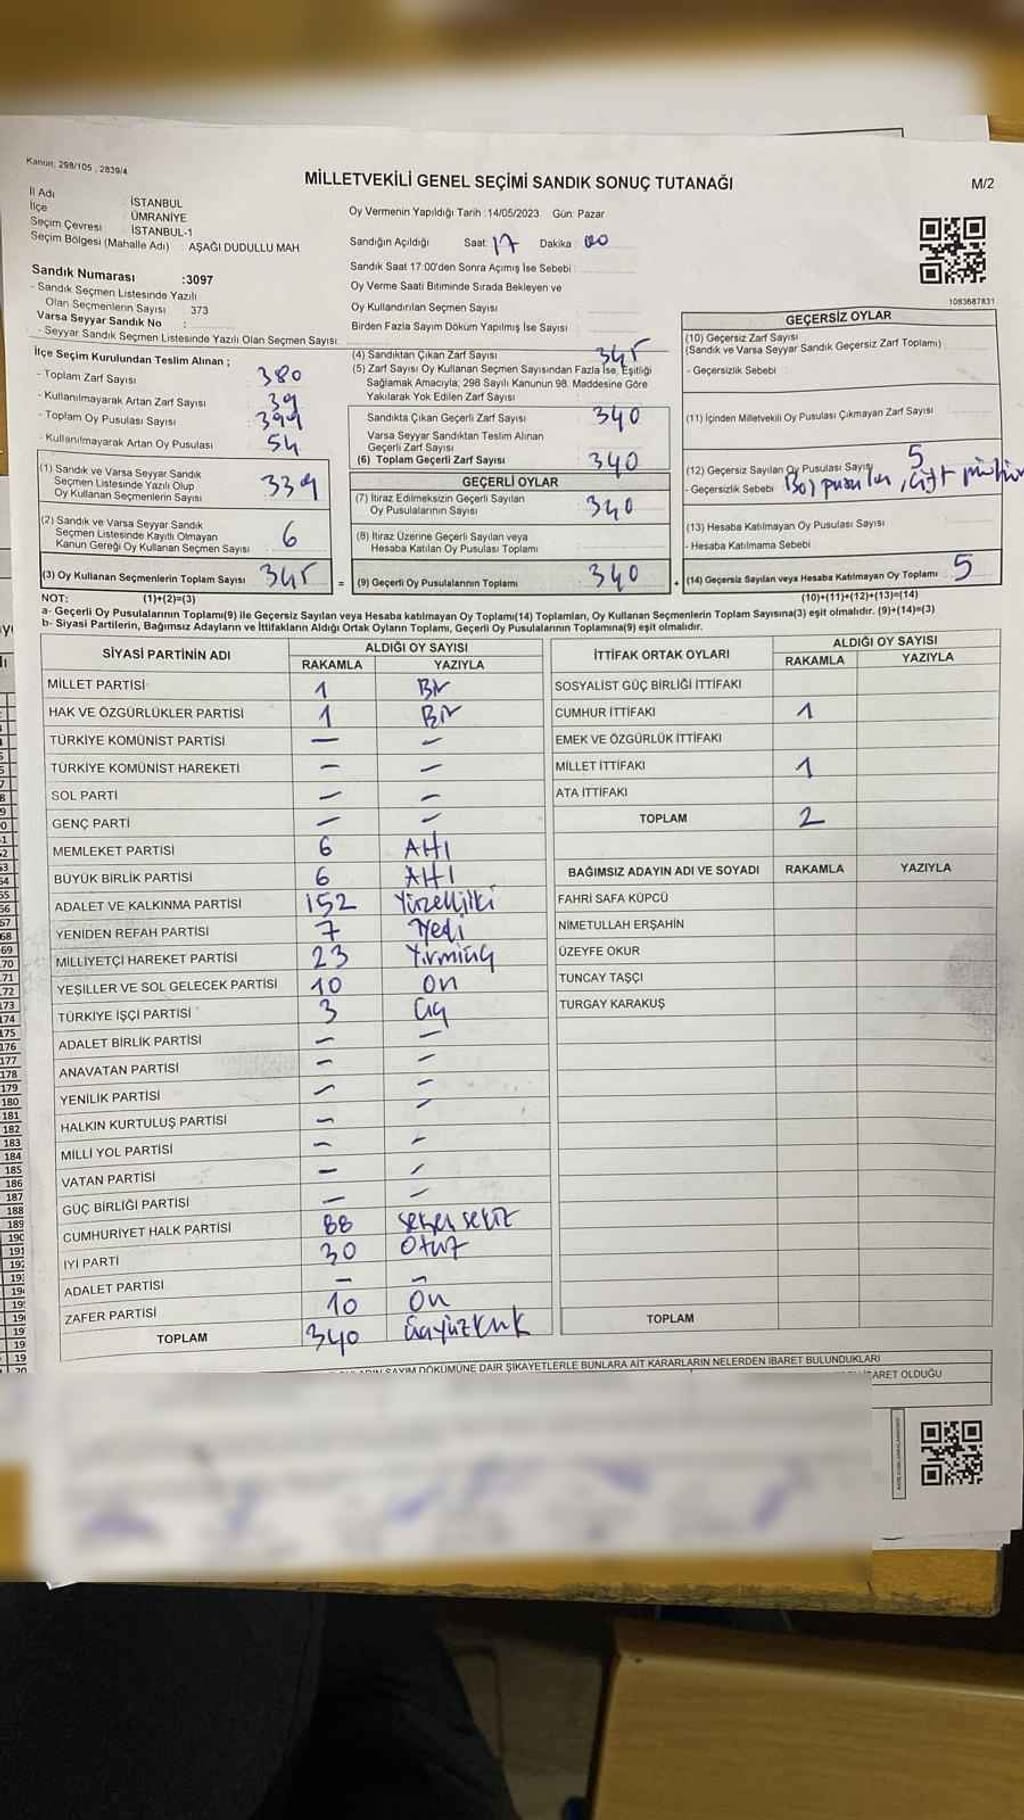 Kanun: 298/105 , 2839/4
MİLLETVEKİLİ GENEL SEÇİMİ SANDIK SONUÇ TUTANAĞI
M/2
İl Adı İSTANBUL
İlçe ÜMRANİYE
Seçim Çevresi İSTANBUL-1
Seçim Bölgesi (Mahalle Adı) AŞAĞI DUDULLU MAH
Sandık Numarası :3097
- Sandık Seçmen Listesinde Yazılı
Olan Seçmenlerin Sayısı 373
Varsa Seyyar Sandık No :
- Seyyar Sandık Seçmen Listesinde Yazılı Olan Seçmen Sayısı
Oy Vermenin Yapıldığı Tarih :14/05/2023 Gün: Pazar
Sandığın Açıldığı Saat 17 Dakika 00
Sandık Saat 17:00'den Sonra Açımış İse Sebebi
Oy Verme Saati Bitiminde Sırada Bekleyen ve
Oy Kullandırılan Seçmen Sayısı
Birden Fazla Sayım Döküm Yapılmış İse Sayısı
1083687831
İlçe Seçim Kurulundan Teslim Alınan ;
- Toplam Zarf Sayısı 380
- Kullanılmayarak Artan Zarf Sayısı 39
- Toplam Oy Pusulası Sayısı 399
- Kullanılmayarak Artan Oy Pusulası 54
(1) Sandık ve Varsa Seyyar Sandık
Seçmen Listesinde Yazılı Olup
Oy Kullanan Seçmenlerin Sayısı 339
(2) Sandık ve Varsa Seyyar Sandık
Seçmen Listesinde Kayıtlı Olmayan
Kanun Gereği Oy Kullanan Seçmen Sayısı 6
(3) Oy Kullanan Seçmenlerin Toplam Sayısı 345
(4) Sandıktan Çıkan Zarf Sayısı 345
(5) Zarf Sayısı Oy Kullanan Seçmen Sayısından Fazla İse, Eşitliği
Sağlamak Amacıyla; 298 Sayılı Kanunun 98. Maddesine Göre
Yakılarak Yok Edilen Zarf Sayısı
Sandıkta Çıkan Geçerli Zarf Sayısı 340
Varsa Seyyar Sandıktan Teslim Alınan
Geçerli Zarf Sayısı
(6) Toplam Geçerli Zarf Sayısı 340
GEÇERLİ OYLAR
(7) İtiraz Edilmeksizin Geçerli Sayılan
Oy Pusulalarının Sayısı 340
(8) İtiraz Üzerine Geçerli Sayılan veya
Hesaba Katılan Oy Pusulası Toplamı
= (9) Geçerli Oy Pusulalarının Toplamı 340
GEÇERSİZ OYLAR
(10) Geçersiz Zarf Sayısı
(Sandık ve Varsa Seyyar Sandık Geçersiz Zarf Toplamı)
- Geçersizlik Sebebi
(11) İçinden Milletvekili Oy Pusulası Çıkmayan Zarf Sayısı
(12) Geçersiz Sayılan Oy Pusulası Sayısı 5
- Geçersizlik Sebebi Boş pusula , çift mühür
(13) Hesaba Katılmayan Oy Pusulası Sayısı
- Hesaba Katılmama Sebebi
+ (14) Geçersiz Sayılan veya Hesaba Katılmayan Oy Toplamı 5
NOT: (1)+(2)=(3)
(10)+(11)+(12)+(13)=(14)
a- Geçerli Oy Pusulalarının Toplamı(9) ile Geçersiz Sayılan veya Hesaba katılmayan Oy Toplamı(14) Toplamları, Oy Kullanan Seçmenlerin Toplam Sayısına(3) eşit olmalıdır. (9)+(14)=(3)
b- Siyasi Partilerin, Bağımsız Adayların ve İttifakların Aldığı Ortak Oyların Toplamı, Geçerli Oy Pusulalarının Toplamına(9) eşit olmalıdır.
SİYASİ PARTİNİN ADI ALDIĞI OY SAYISI
RAKAMLA YAZIYLA
MİLLET PARTİSİ 1 Bir
HAK VE ÖZGÜRLÜKLER PARTİSİ 1 Bir
TÜRKİYE KOMÜNİST PARTİSİ — —
TÜRKİYE KOMÜNİST HAREKETİ — —
SOL PARTİ — —
GENÇ PARTİ — —
MEMLEKET PARTİSİ 6 AHI
BÜYÜK BİRLİK PARTİSİ 6 AHI
ADALET VE KALKINMA PARTİSİ 152 Yüzelliiki
YENİDEN REFAH PARTİSİ 7 Yedi
MİLLİYETÇİ HAREKET PARTİSİ 23 Yirmiüç
YEŞİLLER VE SOL GELECEK PARTİSİ 10 On
TÜRKİYE İŞÇİ PARTİSİ 3 Üç
ADALET BİRLİK PARTİSİ — —
ANAVATAN PARTİSİ — —
YENİLİK PARTİSİ — —
HALKIN KURTULUŞ PARTİSİ — —
MİLLİ YOL PARTİSİ — —
VATAN PARTİSİ — —
GÜÇ BİRLİĞİ PARTİSİ — —
CUMHURİYET HALK PARTİSİ 88 Seksen sekiz
İYİ PARTİ 30 Otuz
ADALET PARTİSİ — —
ZAFER PARTİSİ 10 On
TOPLAM 340 Üçyüzkırk
İTTİFAK ORTAK OYLARI ALDIĞI OY SAYISI
RAKAMLA YAZIYLA
SOSYALİST GÜÇ BİRLİĞİ İTTİFAKI
CUMHUR İTTİFAKI 1
EMEK VE ÖZGÜRLÜK İTTİFAKI
MİLLET İTTİFAKI 1
ATA İTTİFAKI
TOPLAM 2
BAĞIMSIZ ADAYIN ADI VE SOYADI RAKAMLA YAZIYLA
FAHRİ SAFA KÜPCÜ
NİMETULLAH ERŞAHİN
ÜZEYFE OKUR
TUNCAY TAŞÇI
TURGAY KARAKUŞ
TOPLAM
SAYIM DÖKÜMÜNE DAİR ŞİKAYETLERLE BUNLARA AİT KARARLARIN NELERDEN İBARET BULUNDUKLARI
OLDUĞU